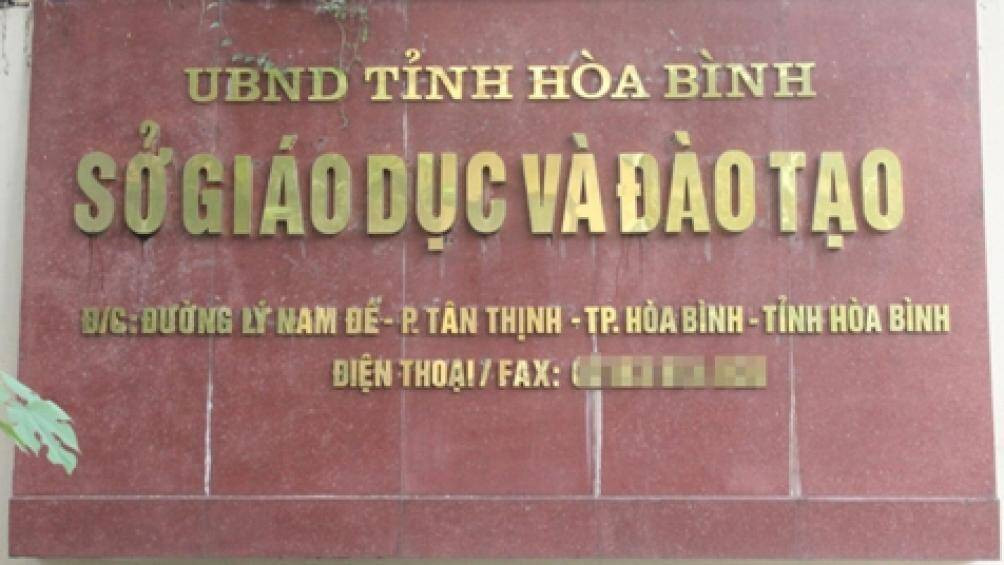 UBND TỈNH HÒA BÌNH
SỞ GIÁO DỤC VÀ ĐÀO TẠO
Đ/C: ĐƯỜNG LÝ NAM ĐẾ - P. TÂN THỊNH - TP. HÒA BÌNH - TỈNH HÒA BÌNH
ĐIỆN THOẠI / FAX: